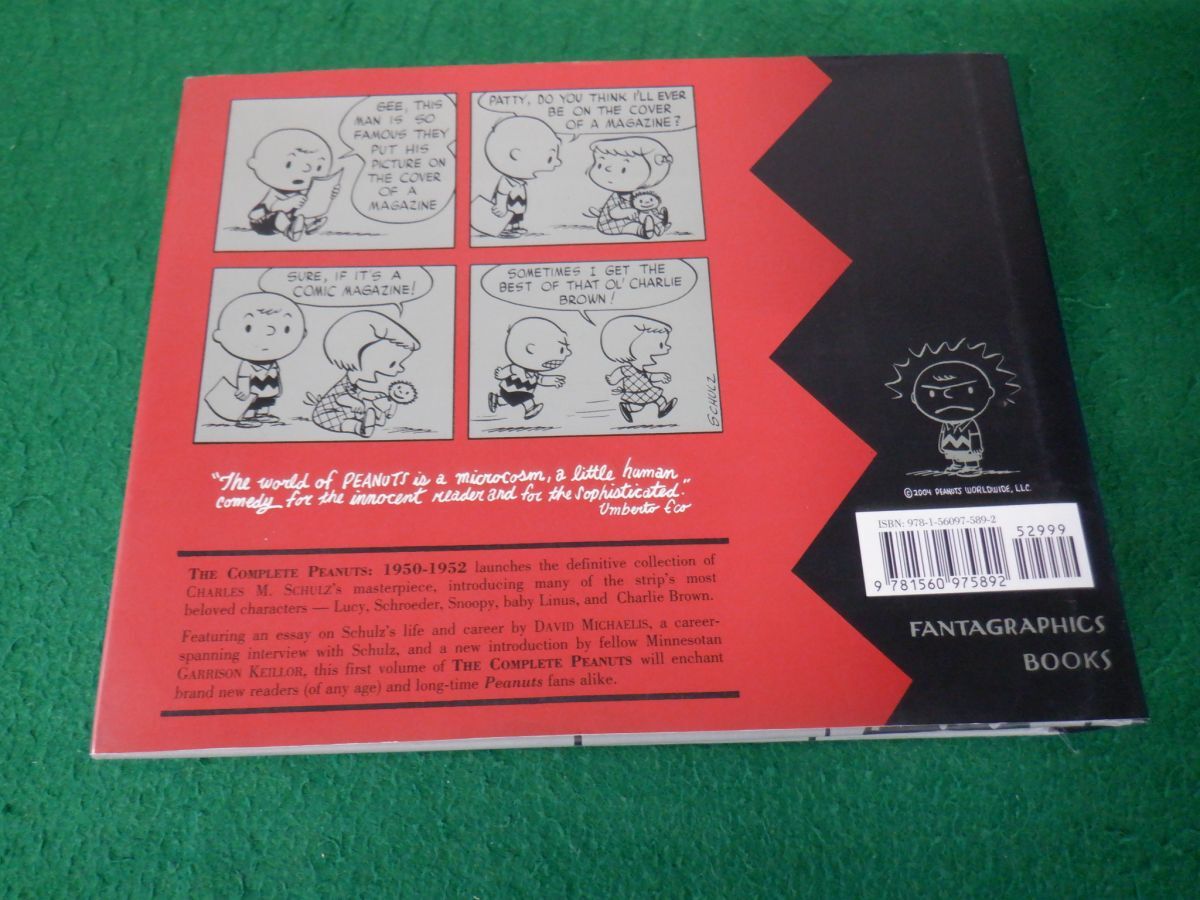 GEE, THIS
MAN IS SO
FAMOUS THEY
PUT HIS
PICTURE ON
THE COVER
OF A
MAGAZINE
PATTY, DO YOU THINK I'LL EVER
BE ON THE COVER
OF A MAGAZINE?
SURE, IF IT'S A
COMIC MAGAZINE!
SOMETIMES I GET THE
BEST OF THAT OL' CHARLIE
BROWN!
SCHULZ
"The world of PEANUTS is a microcosm, a little human
comedy for the innocent reader and for the sophisticated."
Umberto Eco
THE COMPLETE PEANUTS: 1950-1952 launches the definitive collection of
CHARLES M. SCHULZ's masterpiece, introducing many of the strip's most
beloved characters — Lucy, Schroeder, Snoopy, baby Linus, and Charlie Brown.
Featuring an essay on Schulz's life and career by DAVID MICHAELIS, a career-
spanning interview with Schulz, and a new introduction by fellow Minnesotan
GARRISON KEILLOR, this first volume of THE COMPLETE PEANUTS will enchant
brand new readers (of any age) and long-time Peanuts fans alike.
©2004 PEANUTS WORLDWIDE, LLC.
ISBN: 978-1-56097-589-2
52999
9 781560 975892
FANTAGRAPHICS
BOOKS